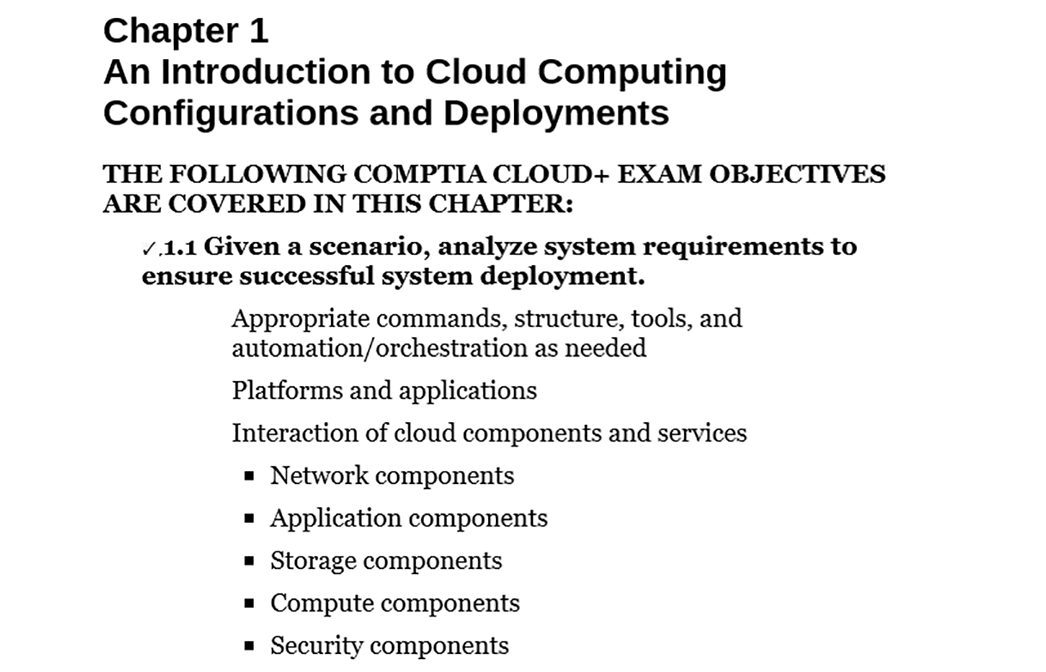 Chapter 1
An Introduction to Cloud Computing
Configurations and Deployments
THE FOLLOWING COMPTIA CLOUD+ EXAM OBJECTIVES
ARE COVERED IN THIS CHAPTER:
✓.1.1 Given a scenario, analyze system requirements to
ensure successful system deployment.
Appropriate commands, structure, tools, and
automation/orchestration as needed
Platforms and applications
Interaction of cloud components and services
▪ Network components
▪ Application components
▪ Storage components
▪ Compute components
▪ Security components